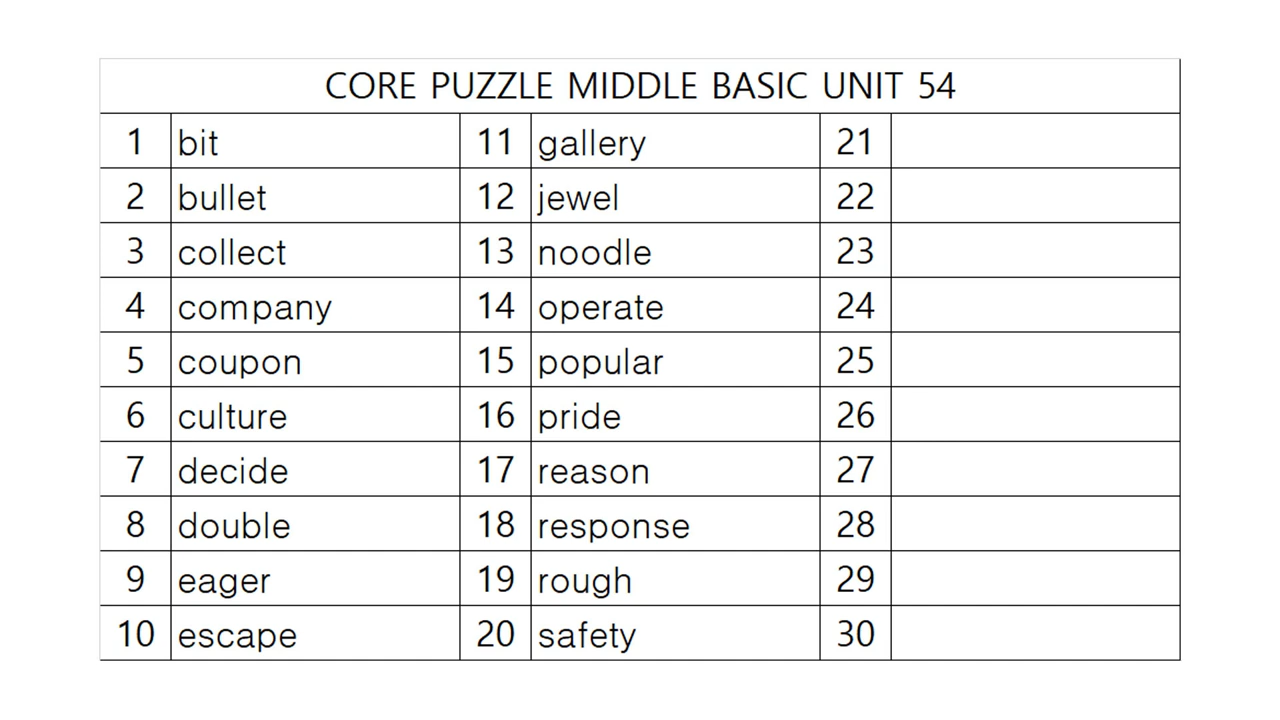 CORE PUZZLE MIDDLE BASIC UNIT 54
1 bit 11 gallery 21
2 bullet 12 jewel 22
3 collect 13 noodle 23
4 company 14 operate 24
5 coupon 15 popular 25
6 culture 16 pride 26
7 decide 17 reason 27
8 double 18 response 28
9 eager 19 rough 29
10 escape 20 safety 30